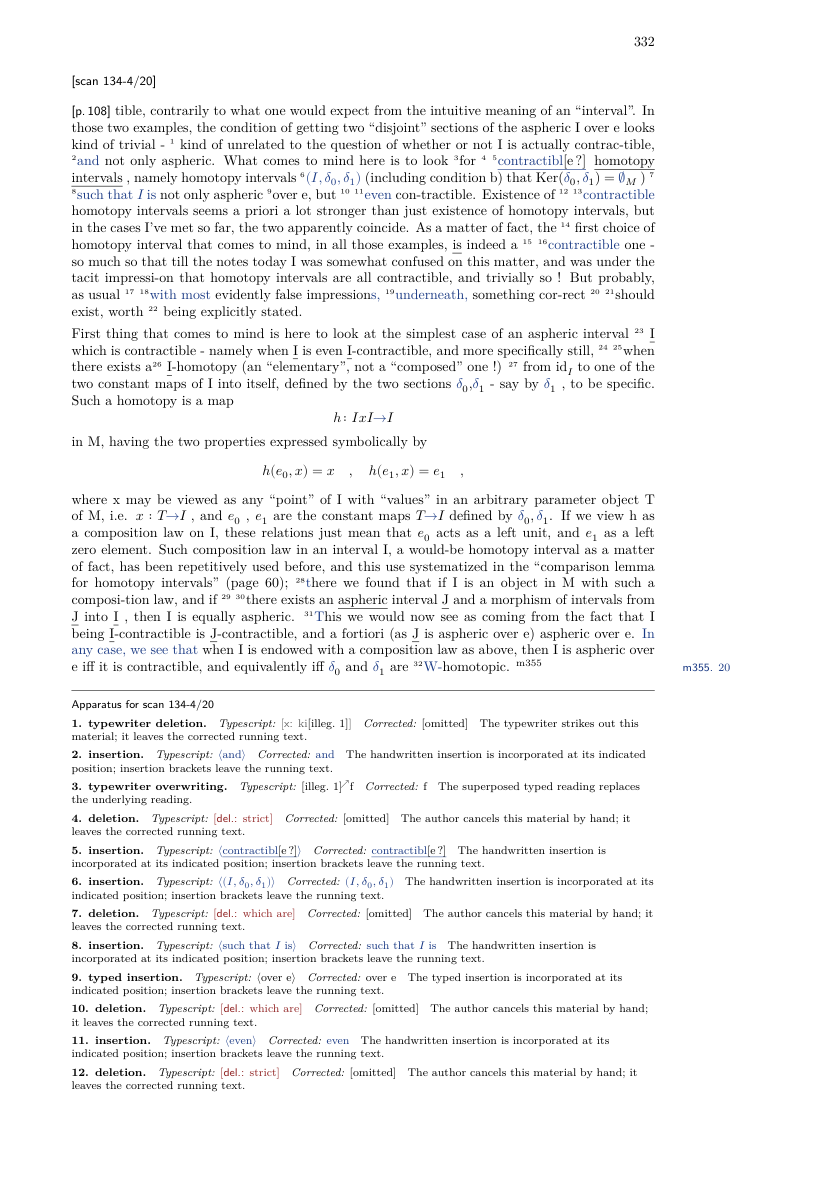 332
[scan 134-4/20]
[p. 108] tible, contrarily to what one would expect from the intuitive meaning of an “interval”. In
those two examples, the condition of getting two “disjoint” sections of the aspheric I over e looks
kind of trivial - ¹ kind of unrelated to the question of whether or not I is actually contrac-tible,
²and not only aspheric. What comes to mind here is to look ³for ⁴ ⁵contractibl[e ?] homotopy
intervals , namely homotopy intervals ⁶(I, δ₀, δ₁) (including condition b) that Ker(δ₀, δ₁) = ∅_M ) ⁷
⁸such that I is not only aspheric ⁹over e, but ¹⁰ ¹¹even con-tractible. Existence of ¹² ¹³contractible
homotopy intervals seems a priori a lot stronger than just existence of homotopy intervals, but
in the cases I’ve met so far, the two apparently coincide. As a matter of fact, the ¹⁴ first choice of
homotopy interval that comes to mind, in all those examples, is indeed a ¹⁵ ¹⁶contractible one -
so much so that till the notes today I was somewhat confused on this matter, and was under the
tacit impressi-on that homotopy intervals are all contractible, and trivially so ! But probably,
as usual ¹⁷ ¹⁸with most evidently false impressions, ¹⁹underneath, something cor-rect ²⁰ ²¹should
exist, worth ²² being explicitly stated.
First thing that comes to mind is here to look at the simplest case of an aspheric interval ²³ I
which is contractible - namely when I is even I-contractible, and more specifically still, ²⁴ ²⁵when
there exists a²⁶ I-homotopy (an “elementary”, not a “composed” one !) ²⁷ from id_I to one of the
two constant maps of I into itself, defined by the two sections δ₀,δ₁ - say by δ₁ , to be specific.
Such a homotopy is a map
h : IxI→I
in M, having the two properties expressed symbolically by
h(e₀, x) = x , h(e₁, x) = e₁ ,
where x may be viewed as any “point” of I with “values” in an arbitrary parameter object T
of M, i.e. x : T→I , and e₀ , e₁ are the constant maps T→I defined by δ₀, δ₁. If we view h as
a composition law on I, these relations just mean that e₀ acts as a left unit, and e₁ as a left
zero element. Such composition law in an interval I, a would-be homotopy interval as a matter
of fact, has been repetitively used before, and this use systematized in the “comparison lemma
for homotopy intervals” (page 60); ²⁸there we found that if I is an object in M with such a
composi-tion law, and if ²⁹ ³⁰there exists an aspheric interval J and a morphism of intervals from
J into I , then I is equally aspheric. ³¹This we would now see as coming from the fact that I
being I-contractible is J-contractible, and a fortiori (as J is aspheric over e) aspheric over e. In
any case, we see that when I is endowed with a composition law as above, then I is aspheric over
e iff it is contractible, and equivalently iff δ₀ and δ₁ are ³²W-homotopic. m355
m355. 20
Apparatus for scan 134-4/20
1. typewriter deletion. Typescript: [x: ki[illeg. 1]] Corrected: [omitted] The typewriter strikes out this
material; it leaves the corrected running text.
2. insertion. Typescript: ⟨and⟩ Corrected: and The handwritten insertion is incorporated at its indicated
position; insertion brackets leave the running text.
3. typewriter overwriting. Typescript: [illeg. 1]↗f Corrected: f The superposed typed reading replaces
the underlying reading.
4. deletion. Typescript: [del.: strict] Corrected: [omitted] The author cancels this material by hand; it
leaves the corrected running text.
5. insertion. Typescript: ⟨contractibl[e ?]⟩ Corrected: contractibl[e ?] The handwritten insertion is
incorporated at its indicated position; insertion brackets leave the running text.
6. insertion. Typescript: ⟨(I, δ₀, δ₁)⟩ Corrected: (I, δ₀, δ₁) The handwritten insertion is incorporated at its
indicated position; insertion brackets leave the running text.
7. deletion. Typescript: [del.: which are] Corrected: [omitted] The author cancels this material by hand; it
leaves the corrected running text.
8. insertion. Typescript: ⟨such that I is⟩ Corrected: such that I is The handwritten insertion is
incorporated at its indicated position; insertion brackets leave the running text.
9. typed insertion. Typescript: ⟨over e⟩ Corrected: over e The typed insertion is incorporated at its
indicated position; insertion brackets leave the running text.
10. deletion. Typescript: [del.: which are] Corrected: [omitted] The author cancels this material by hand;
it leaves the corrected running text.
11. insertion. Typescript: ⟨even⟩ Corrected: even The handwritten insertion is incorporated at its
indicated position; insertion brackets leave the running text.
12. deletion. Typescript: [del.: strict] Corrected: [omitted] The author cancels this material by hand; it
leaves the corrected running text.